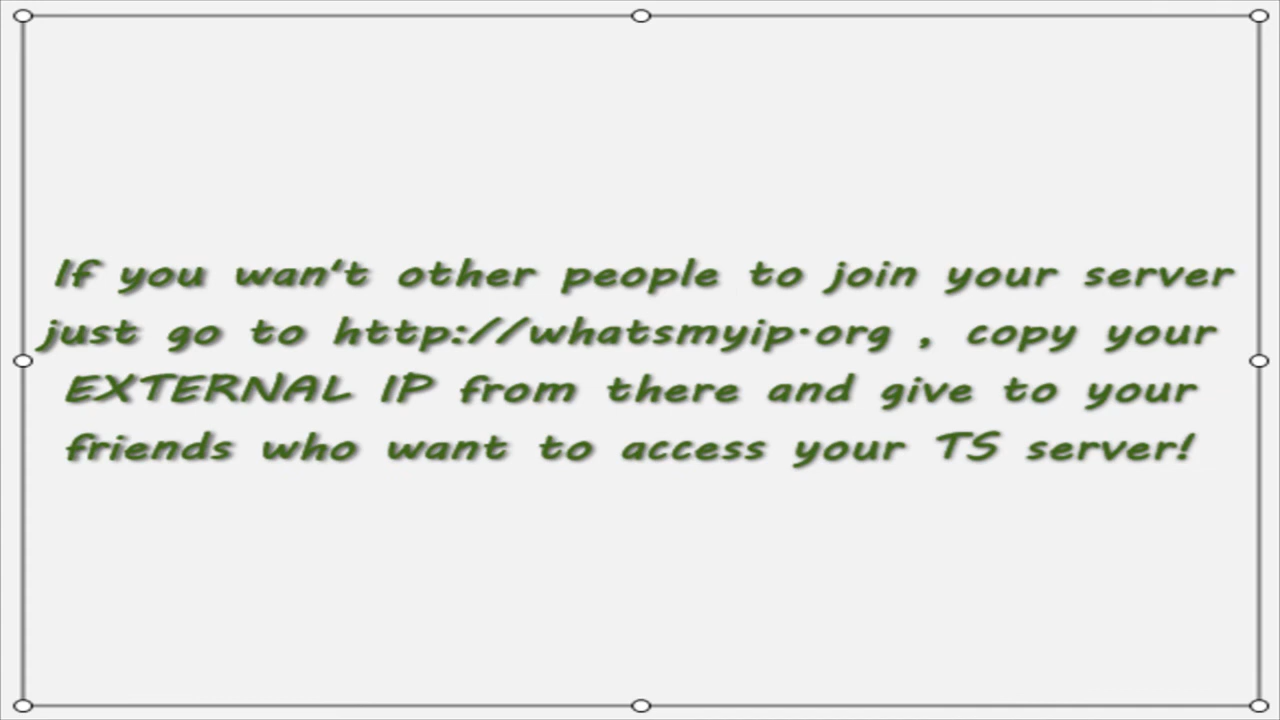 If you wan't other people to join your server
just go to http://whatsmyip.org , copy your
EXTERNAL IP from there and give to your
friends who want to access your TS server!